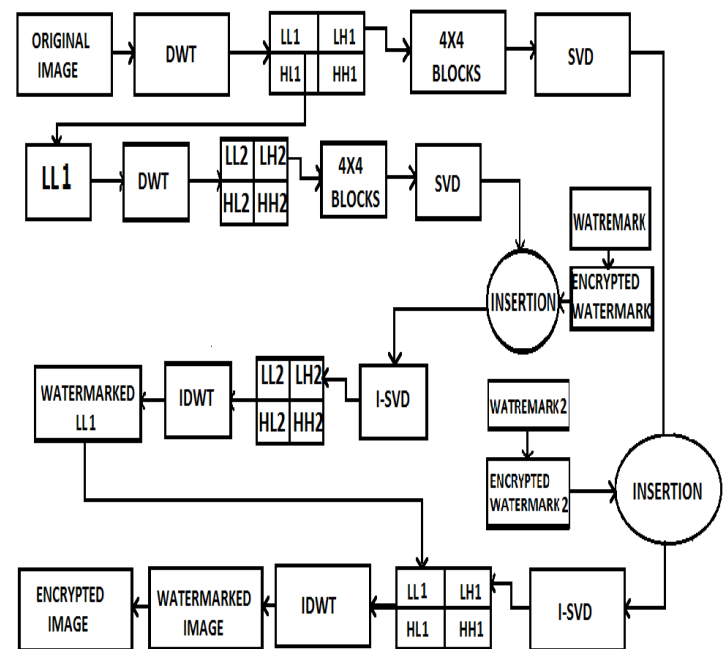 ORIGINAL
IMAGE
DWT
LL1 LH1
HL1 HH1
4X4
BLOCKS
SVD
LL1
DWT
LL2 LH2
HL2 HH2
4X4
BLOCKS
SVD
WATREMARK
ENCRYPTED
WATERMARK
INSERTION
WATERMARKED
LL1
IDWT
LL2 LH2
HL2 HH2
I-SVD
WATREMARK2
ENCRYPTED
WATERMARK2
INSERTION
ENCRYPTED
IMAGE
WATERMARKED
IMAGE
IDWT
LL1 LH1
HL1 HH1
I-SVD